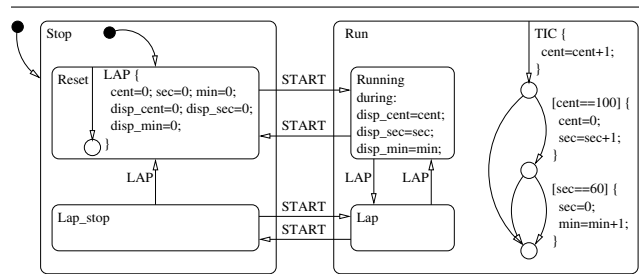 Stop
Reset
LAP {
cent=0; sec=0; min=0;
disp_cent=0; disp_sec=0;
disp_min=0;
}
LAP
Lap_stop
START
START
START
START
Run
Running
during:
disp_cent=cent;
disp_sec=sec;
disp_min=min;
LAP
LAP
Lap
TIC {
cent=cent+1;
}
[cent==100] {
cent=0;
sec=sec+1;
}
[sec==60] {
sec=0;
min=min+1;
}